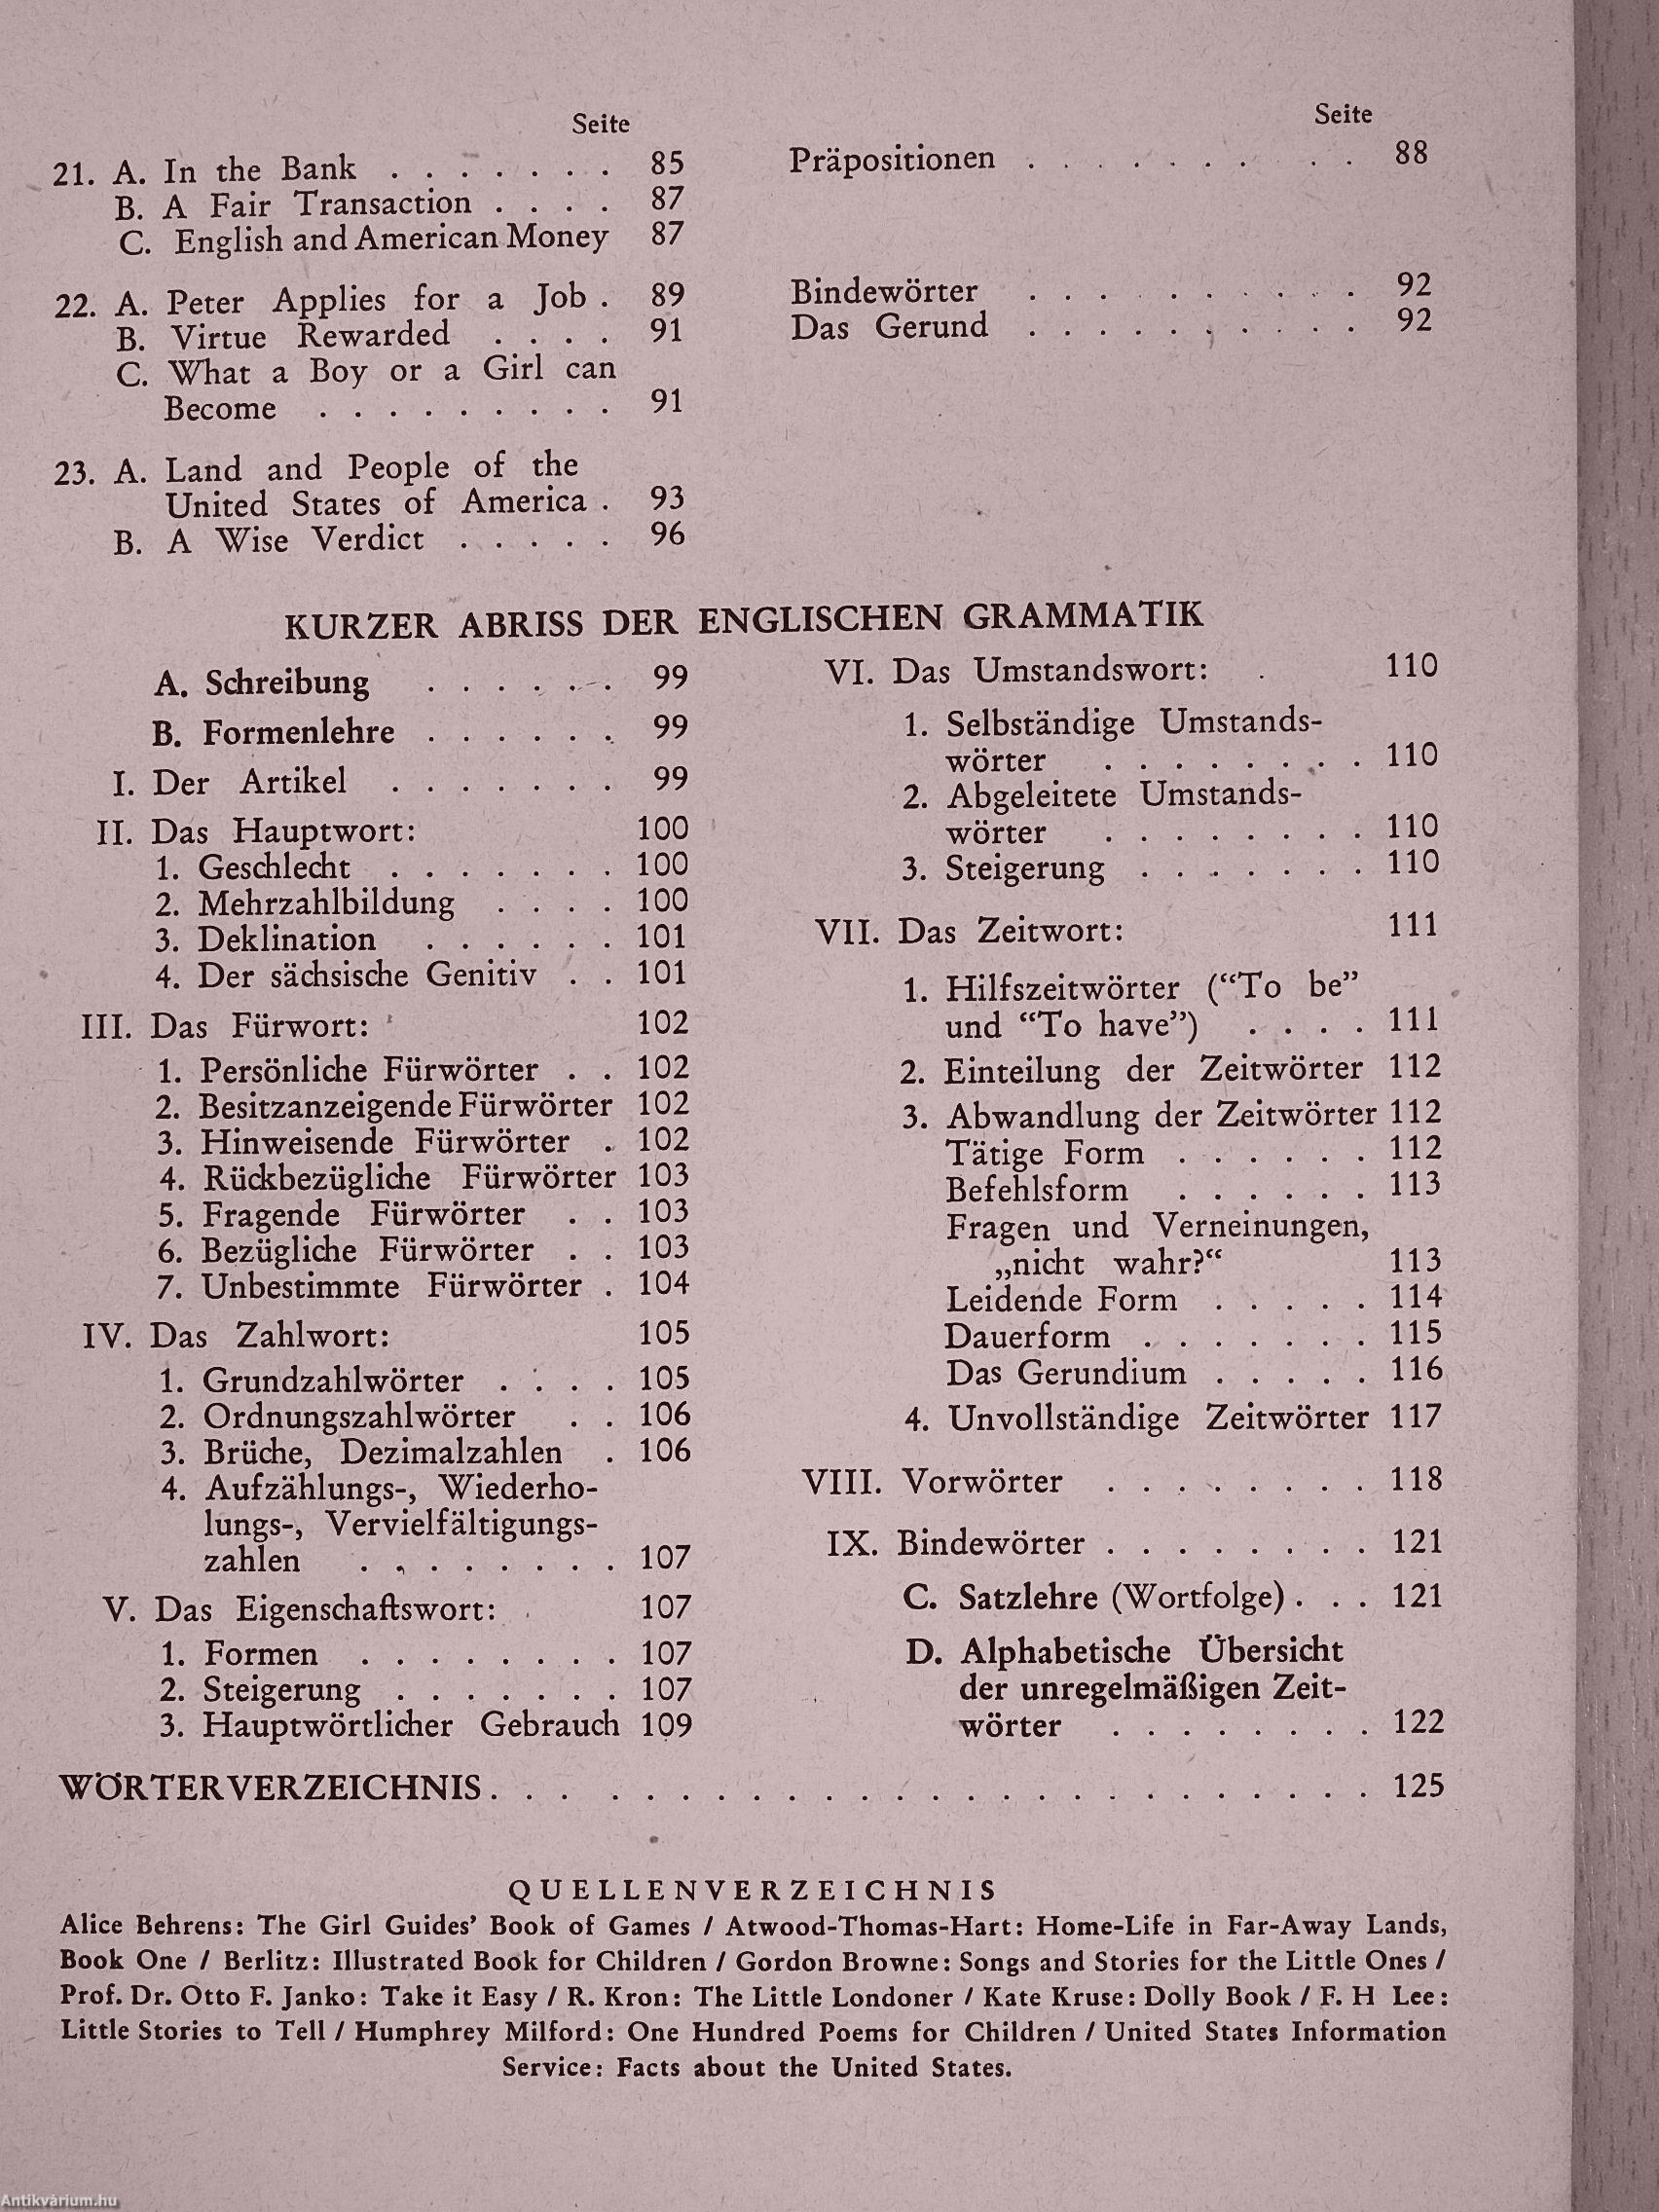 Seite
21. A. In the Bank . . . . . . . 85
B. A Fair Transaction . . . . 87
C. English and American Money 87
22. A. Peter Applies for a Job . 89
B. Virtue Rewarded . . . . 91
C. What a Boy or a Girl can
Become . . . . . . . . . 91
23. A. Land and People of the
United States of America . 93
B. A Wise Verdict . . . . . 96
Seite
Präpositionen . . . . . . . . . 88
Bindewörter . . . . . . . . . 92
Das Gerund . . . . . . . . . . 92
KURZER ABRISS DER ENGLISCHEN GRAMMATIK
A. Schreibung . . . . . . 99
B. Formenlehre . . . . . . 99
I. Der Artikel . . . . . . . 99
II. Das Hauptwort: 100
1. Geschlecht . . . . . . . 100
2. Mehrzahlbildung . . . . 100
3. Deklination . . . . . . 101
4. Der sächsische Genitiv . . 101
III. Das Fürwort: 102
1. Persönliche Fürwörter . . 102
2. Besitzanzeigende Fürwörter 102
3. Hinweisende Fürwörter . 102
4. Rückbezügliche Fürwörter 103
5. Fragende Fürwörter . . 103
6. Bezügliche Fürwörter . . 103
7. Unbestimmte Fürwörter . 104
IV. Das Zahlwort: 105
1. Grundzahlwörter . . . . 105
2. Ordnungszahlwörter . . 106
3. Brüche, Dezimalzahlen . 106
4. Aufzählungs-, Wiederho-
lungs-, Vervielfältigungs-
zahlen . . . . . . . . 107
V. Das Eigenschaftswort: 107
1. Formen . . . . . . . . 107
2. Steigerung . . . . . . . 107
3. Hauptwörtlicher Gebrauch 109
VI. Das Umstandswort: 110
1. Selbständige Umstands-
wörter . . . . . . . . 110
2. Abgeleitete Umstands-
wörter . . . . . . . . 110
3. Steigerung . . . . . . . 110
VII. Das Zeitwort: 111
1. Hilfszeitwörter (“To be”
und “To have”) . . . . 111
2. Einteilung der Zeitwörter 112
3. Abwandlung der Zeitwörter 112
Tätige Form . . . . . . 112
Befehlsform . . . . . . 113
Fragen und Verneinungen,
„nicht wahr?“ 113
Leidende Form . . . . . 114
Dauerform . . . . . . . 115
Das Gerundium . . . . . 116
4. Unvollständige Zeitwörter 117
VIII. Vorwörter . . . . . . . . 118
IX. Bindewörter . . . . . . . . 121
C. Satzlehre (Wortfolge) . . . 121
D. Alphabetische Übersicht
der unregelmäßigen Zeit-
wörter . . . . . . . . 122
WÖRTERVERZEICHNIS . . . . . . . . . . . . . . . . . . . . . . . . 125
QUELLENVERZEICHNIS
Alice Behrens: The Girl Guides’ Book of Games / Atwood-Thomas-Hart: Home-Life in Far-Away Lands,
Book One / Berlitz: Illustrated Book for Children / Gordon Browne: Songs and Stories for the Little Ones /
Prof. Dr. Otto F. Janko: Take it Easy / R. Kron: The Little Londoner / Kate Kruse: Dolly Book / F. H Lee:
Little Stories to Tell / Humphrey Milford: One Hundred Poems for Children / United States Information
Service: Facts about the United States.
Antikvárium.hu